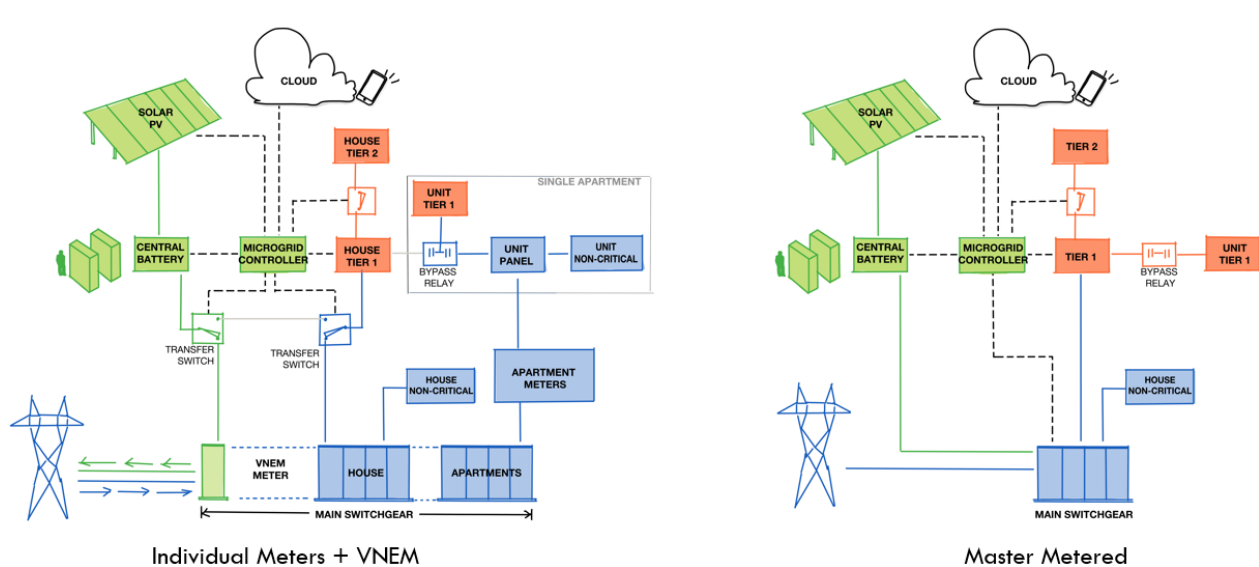 CLOUD
SOLAR
PV
HOUSE
TIER 2
SINGLE APARTMENT
UNIT
TIER 1
CENTRAL
BATTERY
MICROGRID
CONTROLLER
HOUSE
TIER 1
BYPASS
RELAY
UNIT
PANEL
UNIT
NON-CRITICAL
TRANSFER
SWITCH
TRANSFER
SWITCH
APARTMENT
METERS
HOUSE
NON-CRITICAL
VNEM
METER
HOUSE
APARTMENTS
MAIN SWITCHGEAR
Individual Meters + VNEM
CLOUD
SOLAR
PV
TIER 2
CENTRAL
BATTERY
MICROGRID
CONTROLLER
TIER 1
BYPASS
RELAY
UNIT
TIER 1
HOUSE
NON-CRITICAL
MAIN SWITCHGEAR
Master Metered